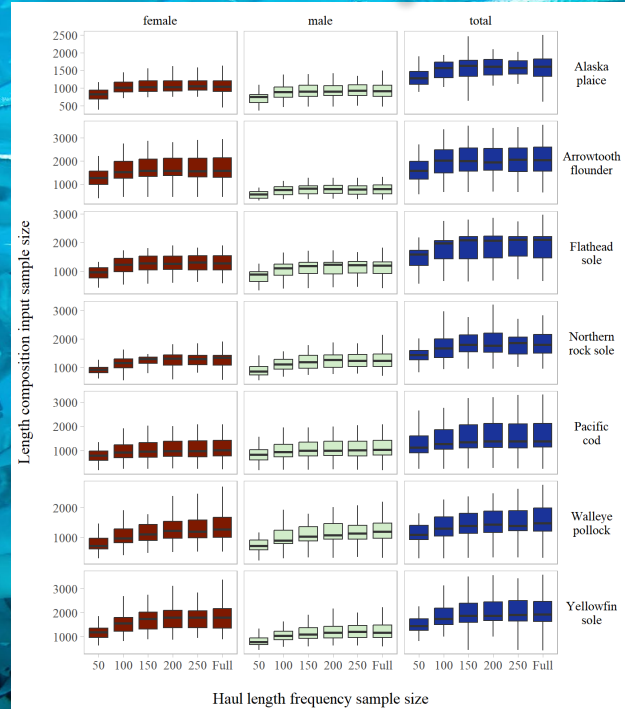 female male total
2500
2000
1500
1000
500
Alaska
plaice
3000
2000
1000
Arrowtooth
flounder
3000
2000
1000
Flathead
sole
3000
2000
1000
Northern
rock sole
3000
2000
1000
Pacific
cod
2000
1000
Walleye
pollock
3000
2000
1000
Yellowfin
sole
Length composition input sample size
50 100 150 200 250 Full 50 100 150 200 250 Full 50 100 150 200 250 Full
Haul length frequency sample size